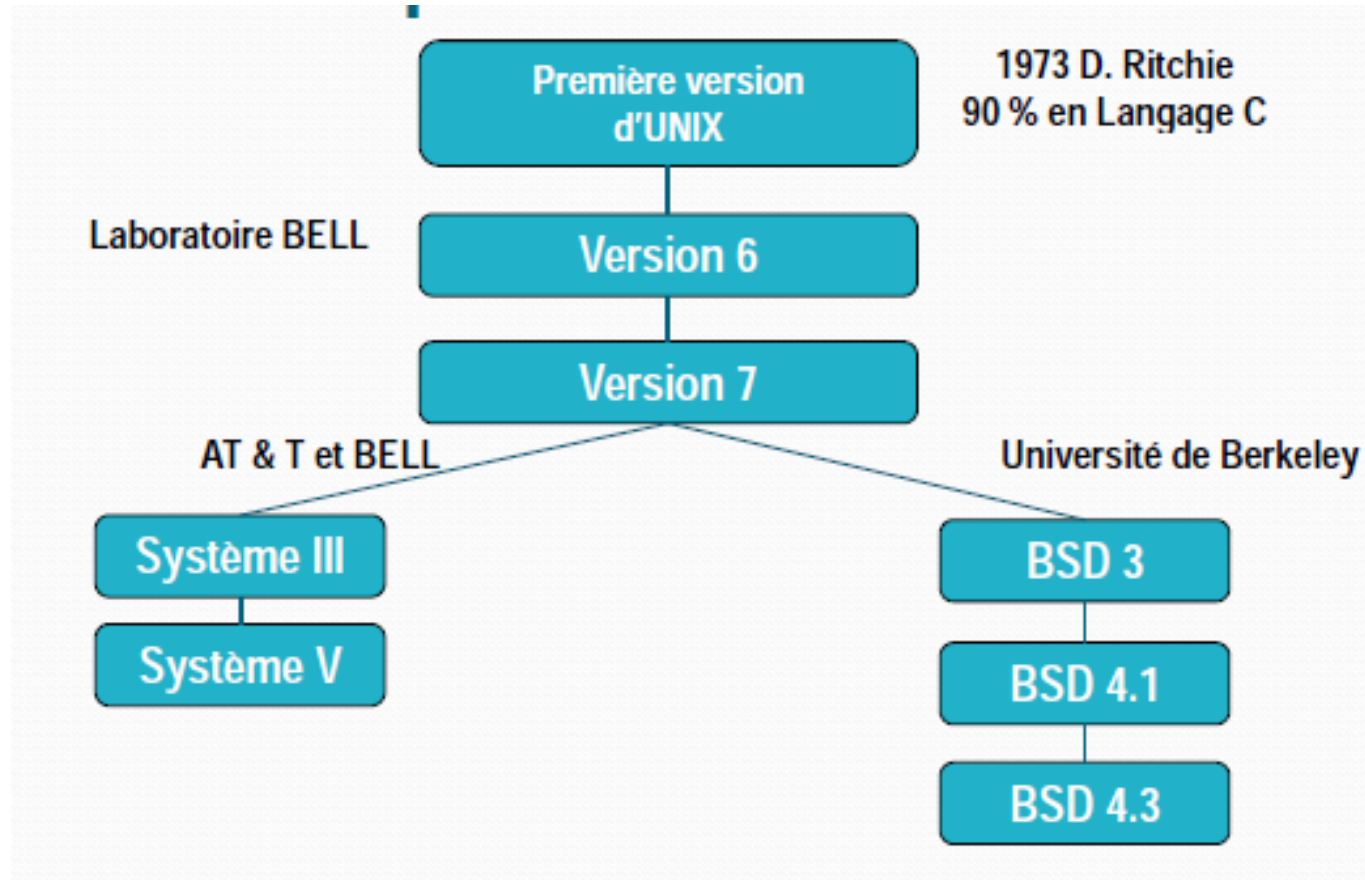 Première version
d'UNIX
1973 D. Ritchie
90 % en Langage C
Laboratoire BELL
Version 6
Version 7
AT & T et BELL
Université de Berkeley
Système III
BSD 3
Système V
BSD 4.1
BSD 4.3